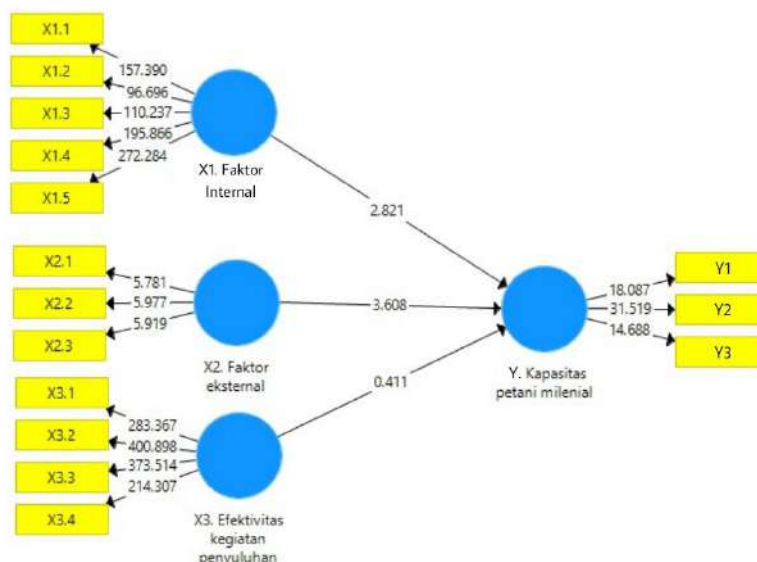 X1.1
X1.2
X1.3
X1.4
X1.5
157.390
96.696
110.237
195.866
272.284
X1. Faktor
Internal
2.821
X2.1
X2.2
X2.3
5.781
5.977
5.919
X2. Faktor
eksternal
3.608
X3.1
X3.2
X3.3
X3.4
283.367
400.898
373.514
214.307
X3. Efektivitas
kegiatan
penyuluhan
0.411
Y. Kapasitas
petani milenial
18.087
31.519
14.688
Y1
Y2
Y3